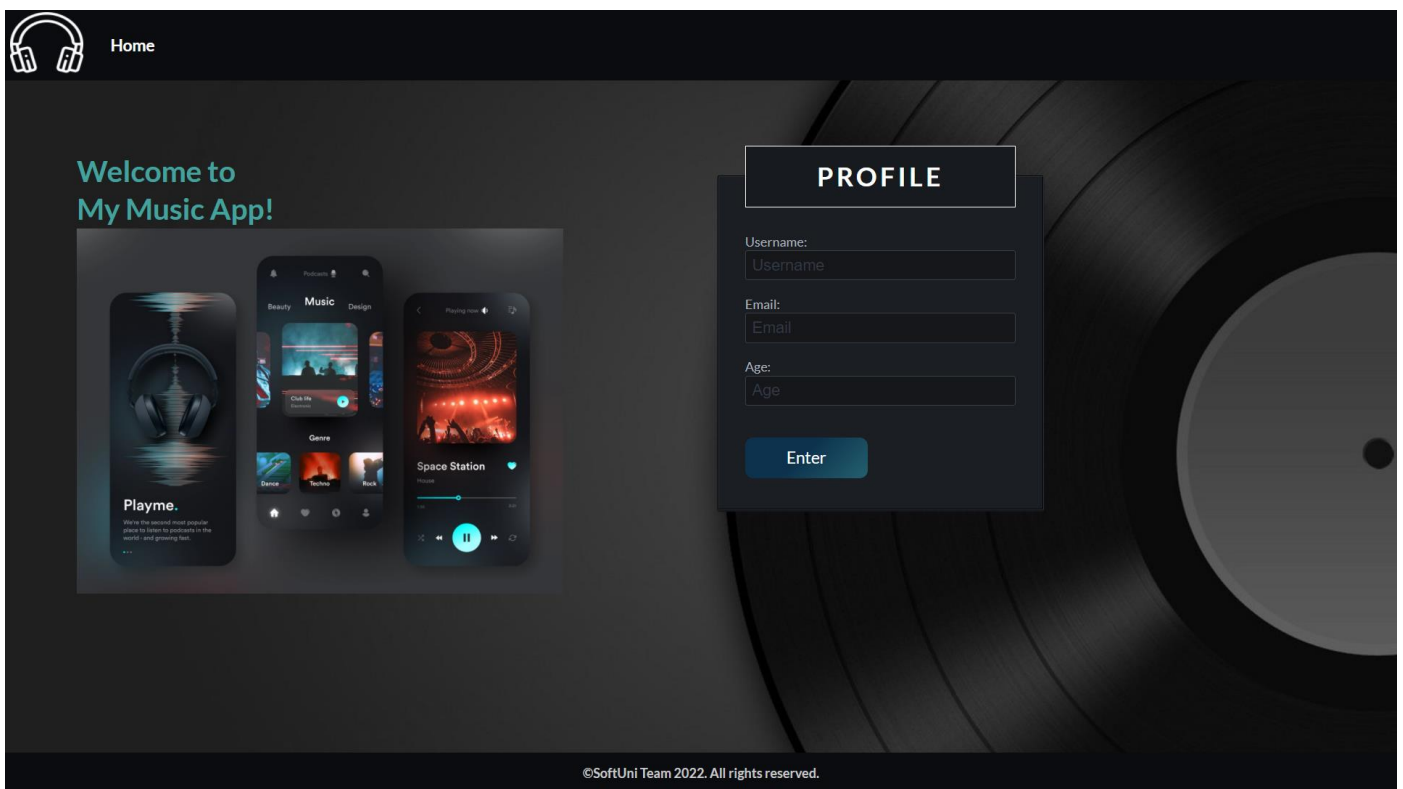 Home
Welcome to
My Music App!
Podcasts
Beauty Music Design
Club life
Electronic
Genre
Dance Techno Rock
Playme.
We're the second most popular
place to listen to podcasts in the
world - and growing fast.
Playing now
Space Station
House
PROFILE
Username:
Username
Email:
Email
Age:
Age
Enter
©SoftUni Team 2022. All rights reserved.